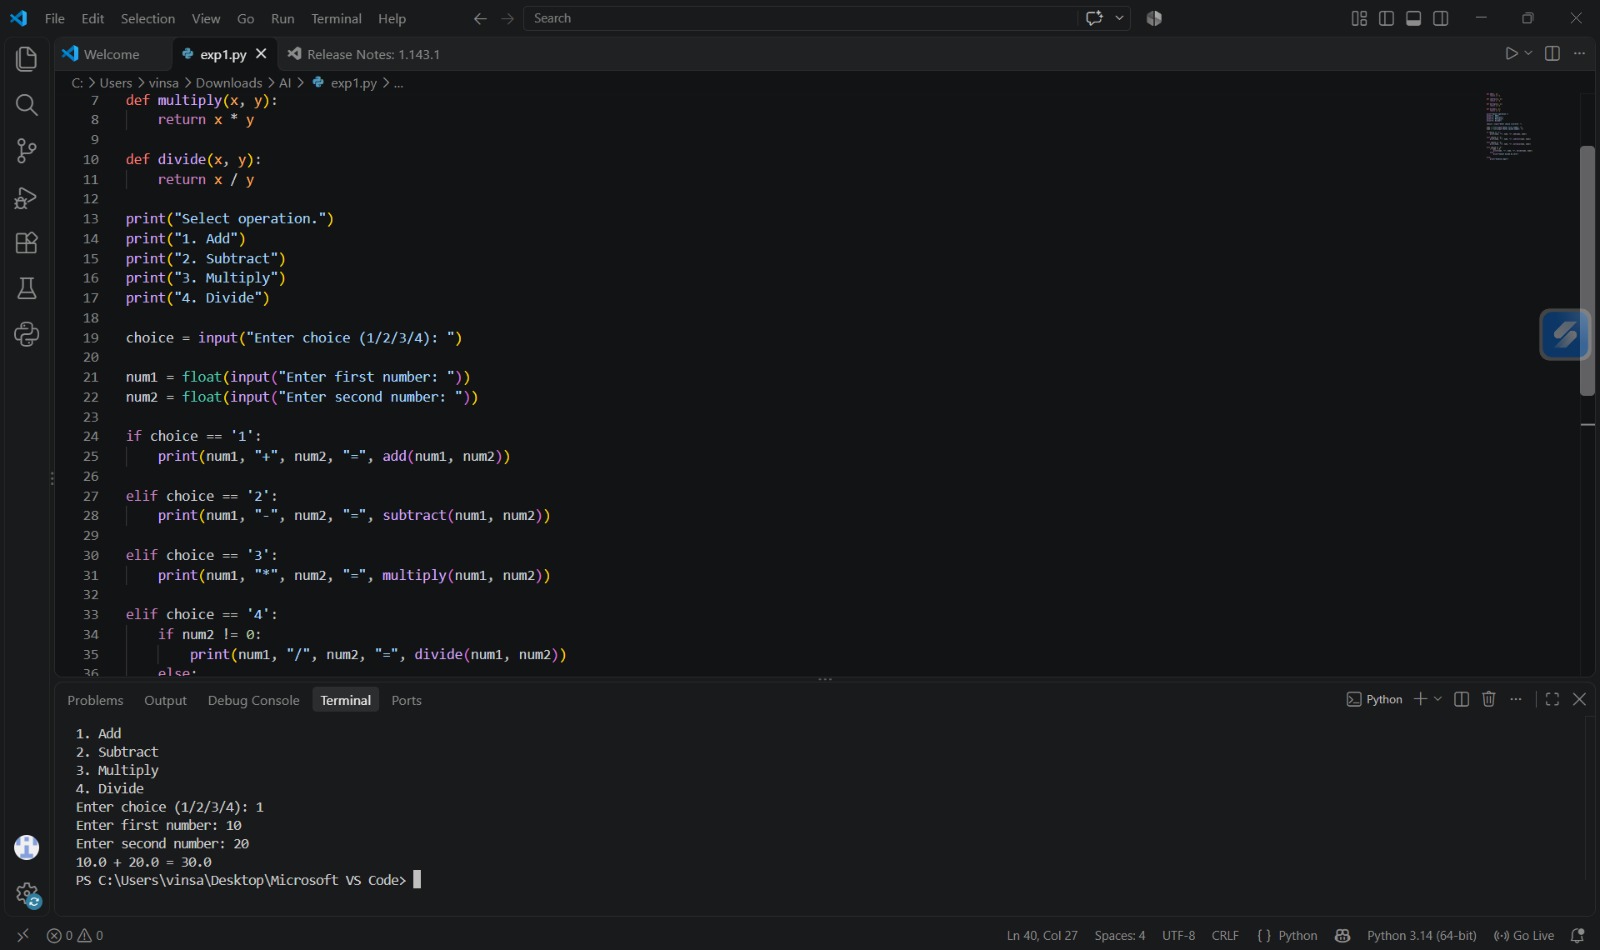 File Edit Selection View Go Run Terminal Help Search
Welcome exp1.py Release Notes: 1.143.1
C: > Users > vinsa > Downloads > AI > exp1.py > ...
7 def multiply(x, y):
8 return x * y
9
10 def divide(x, y):
11 return x / y
12
13 print("Select operation.")
14 print("1. Add")
15 print("2. Subtract")
16 print("3. Multiply")
17 print("4. Divide")
18
19 choice = input("Enter choice (1/2/3/4): ")
20
21 num1 = float(input("Enter first number: "))
22 num2 = float(input("Enter second number: "))
23
24 if choice == '1':
25 print(num1, "+", num2, "=", add(num1, num2))
26
27 elif choice == '2':
28 print(num1, "-", num2, "=", subtract(num1, num2))
29
30 elif choice == '3':
31 print(num1, "*", num2, "=", multiply(num1, num2))
32
33 elif choice == '4':
34 if num2 != 0:
35 print(num1, "/", num2, "=", divide(num1, num2))
36 else:
Problems Output Debug Console Terminal Ports Python
1. Add
2. Subtract
3. Multiply
4. Divide
Enter choice (1/2/3/4): 1
Enter first number: 10
Enter second number: 20
10.0 + 20.0 = 30.0
PS C:\Users\vinsa\Desktop\Microsoft VS Code>
0 0 Ln 40, Col 27 Spaces: 4 UTF-8 CRLF { } Python Python 3.14 (64-bit) Go Live